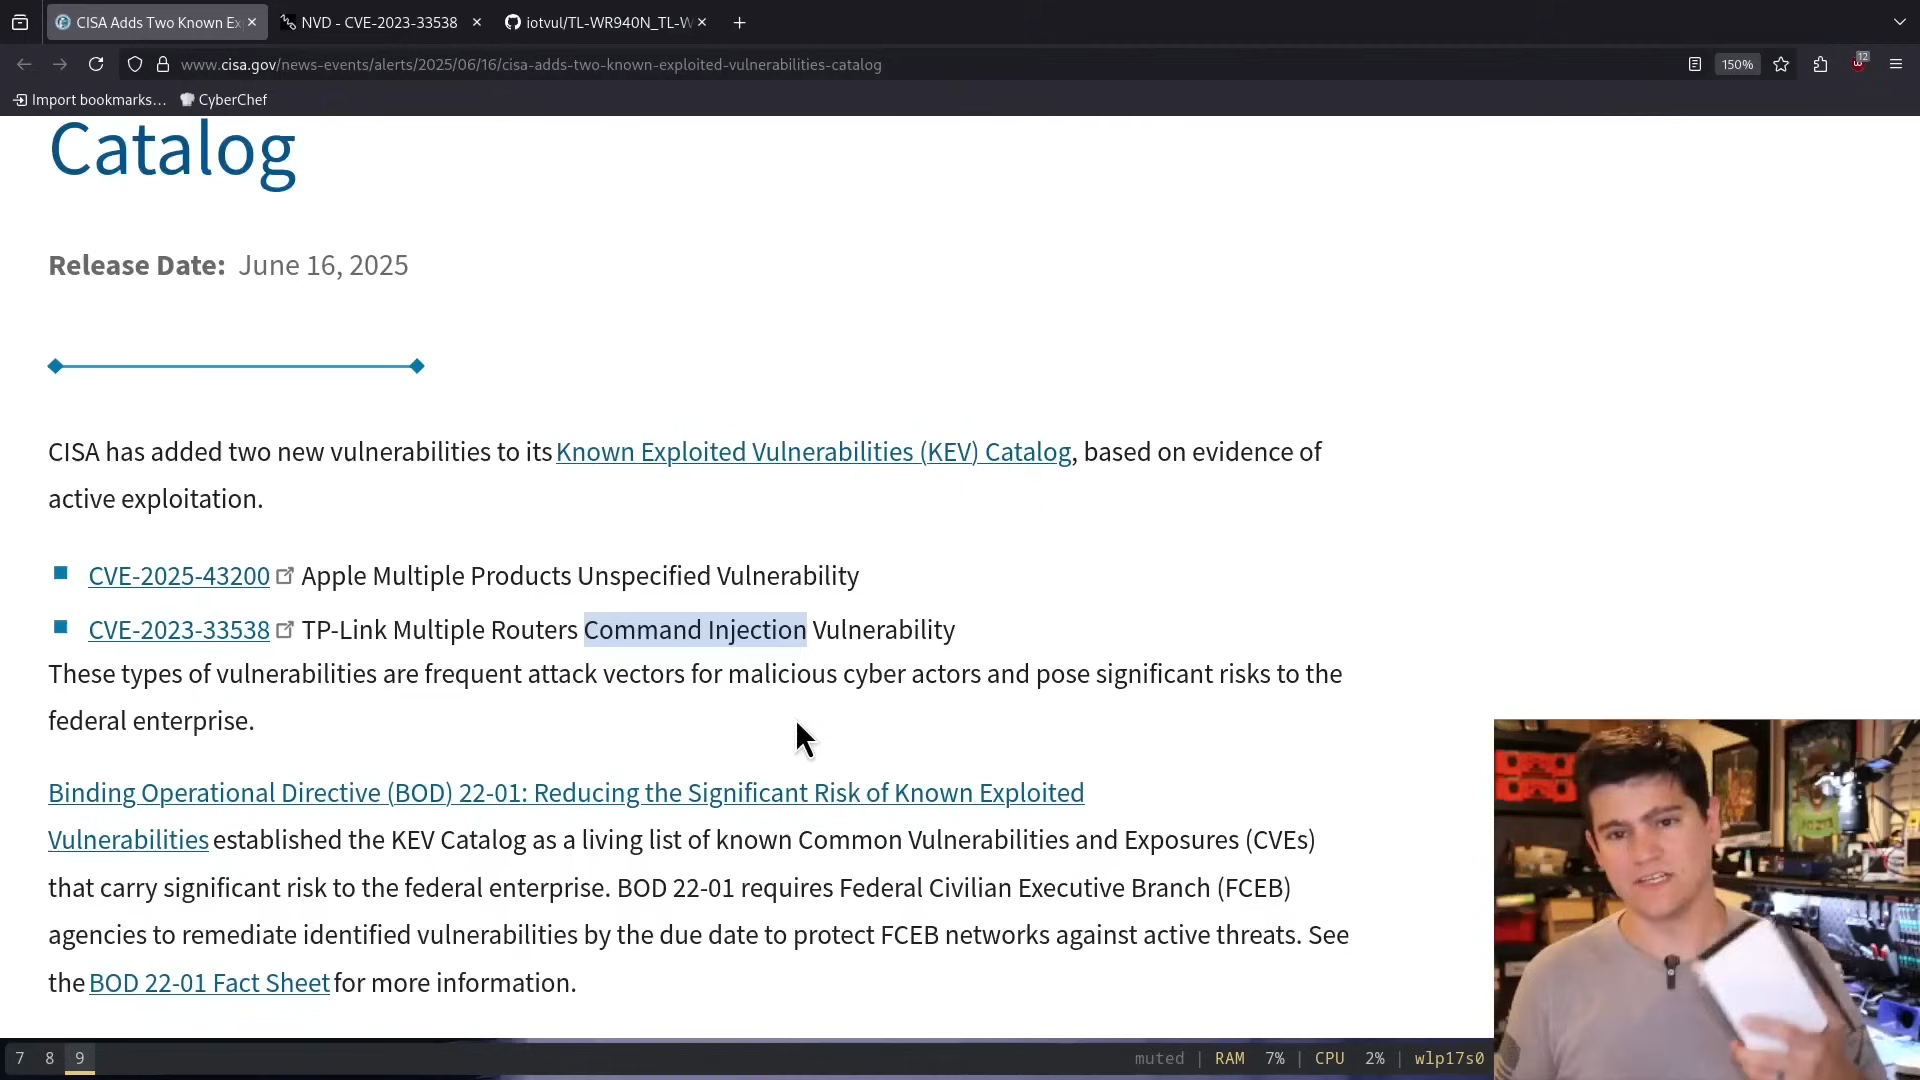 CISA Adds Two Known Ex
NVD - CVE-2023-33538
iotvul/TL-WR940N_TL-W
www.cisa.gov/news-events/alerts/2025/06/16/cisa-adds-two-known-exploited-vulnerabilities-catalog
150%
12
Import bookmarks...
CyberChef
Catalog
Release Date: June 16, 2025
CISA has added two new vulnerabilities to its Known Exploited Vulnerabilities (KEV) Catalog, based on evidence of
active exploitation.
CVE-2025-43200 Apple Multiple Products Unspecified Vulnerability
CVE-2023-33538 TP-Link Multiple Routers Command Injection Vulnerability
These types of vulnerabilities are frequent attack vectors for malicious cyber actors and pose significant risks to the
federal enterprise.
Binding Operational Directive (BOD) 22-01: Reducing the Significant Risk of Known Exploited
Vulnerabilities established the KEV Catalog as a living list of known Common Vulnerabilities and Exposures (CVEs)
that carry significant risk to the federal enterprise. BOD 22-01 requires Federal Civilian Executive Branch (FCEB)
agencies to remediate identified vulnerabilities by the due date to protect FCEB networks against active threats. See
the BOD 22-01 Fact Sheet for more information.
7 8 9
muted | RAM 7% | CPU 2% | wlp17s0